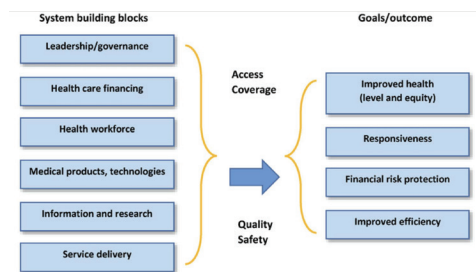 System building blocks
Leadership/governance
Health care financing
Health workforce
Medical products, technologies
Information and research
Service delivery
Access
Coverage
Quality
Safety
Goals/outcome
Improved health
(level and equity)
Responsiveness
Financial risk protection
Improved efficiency